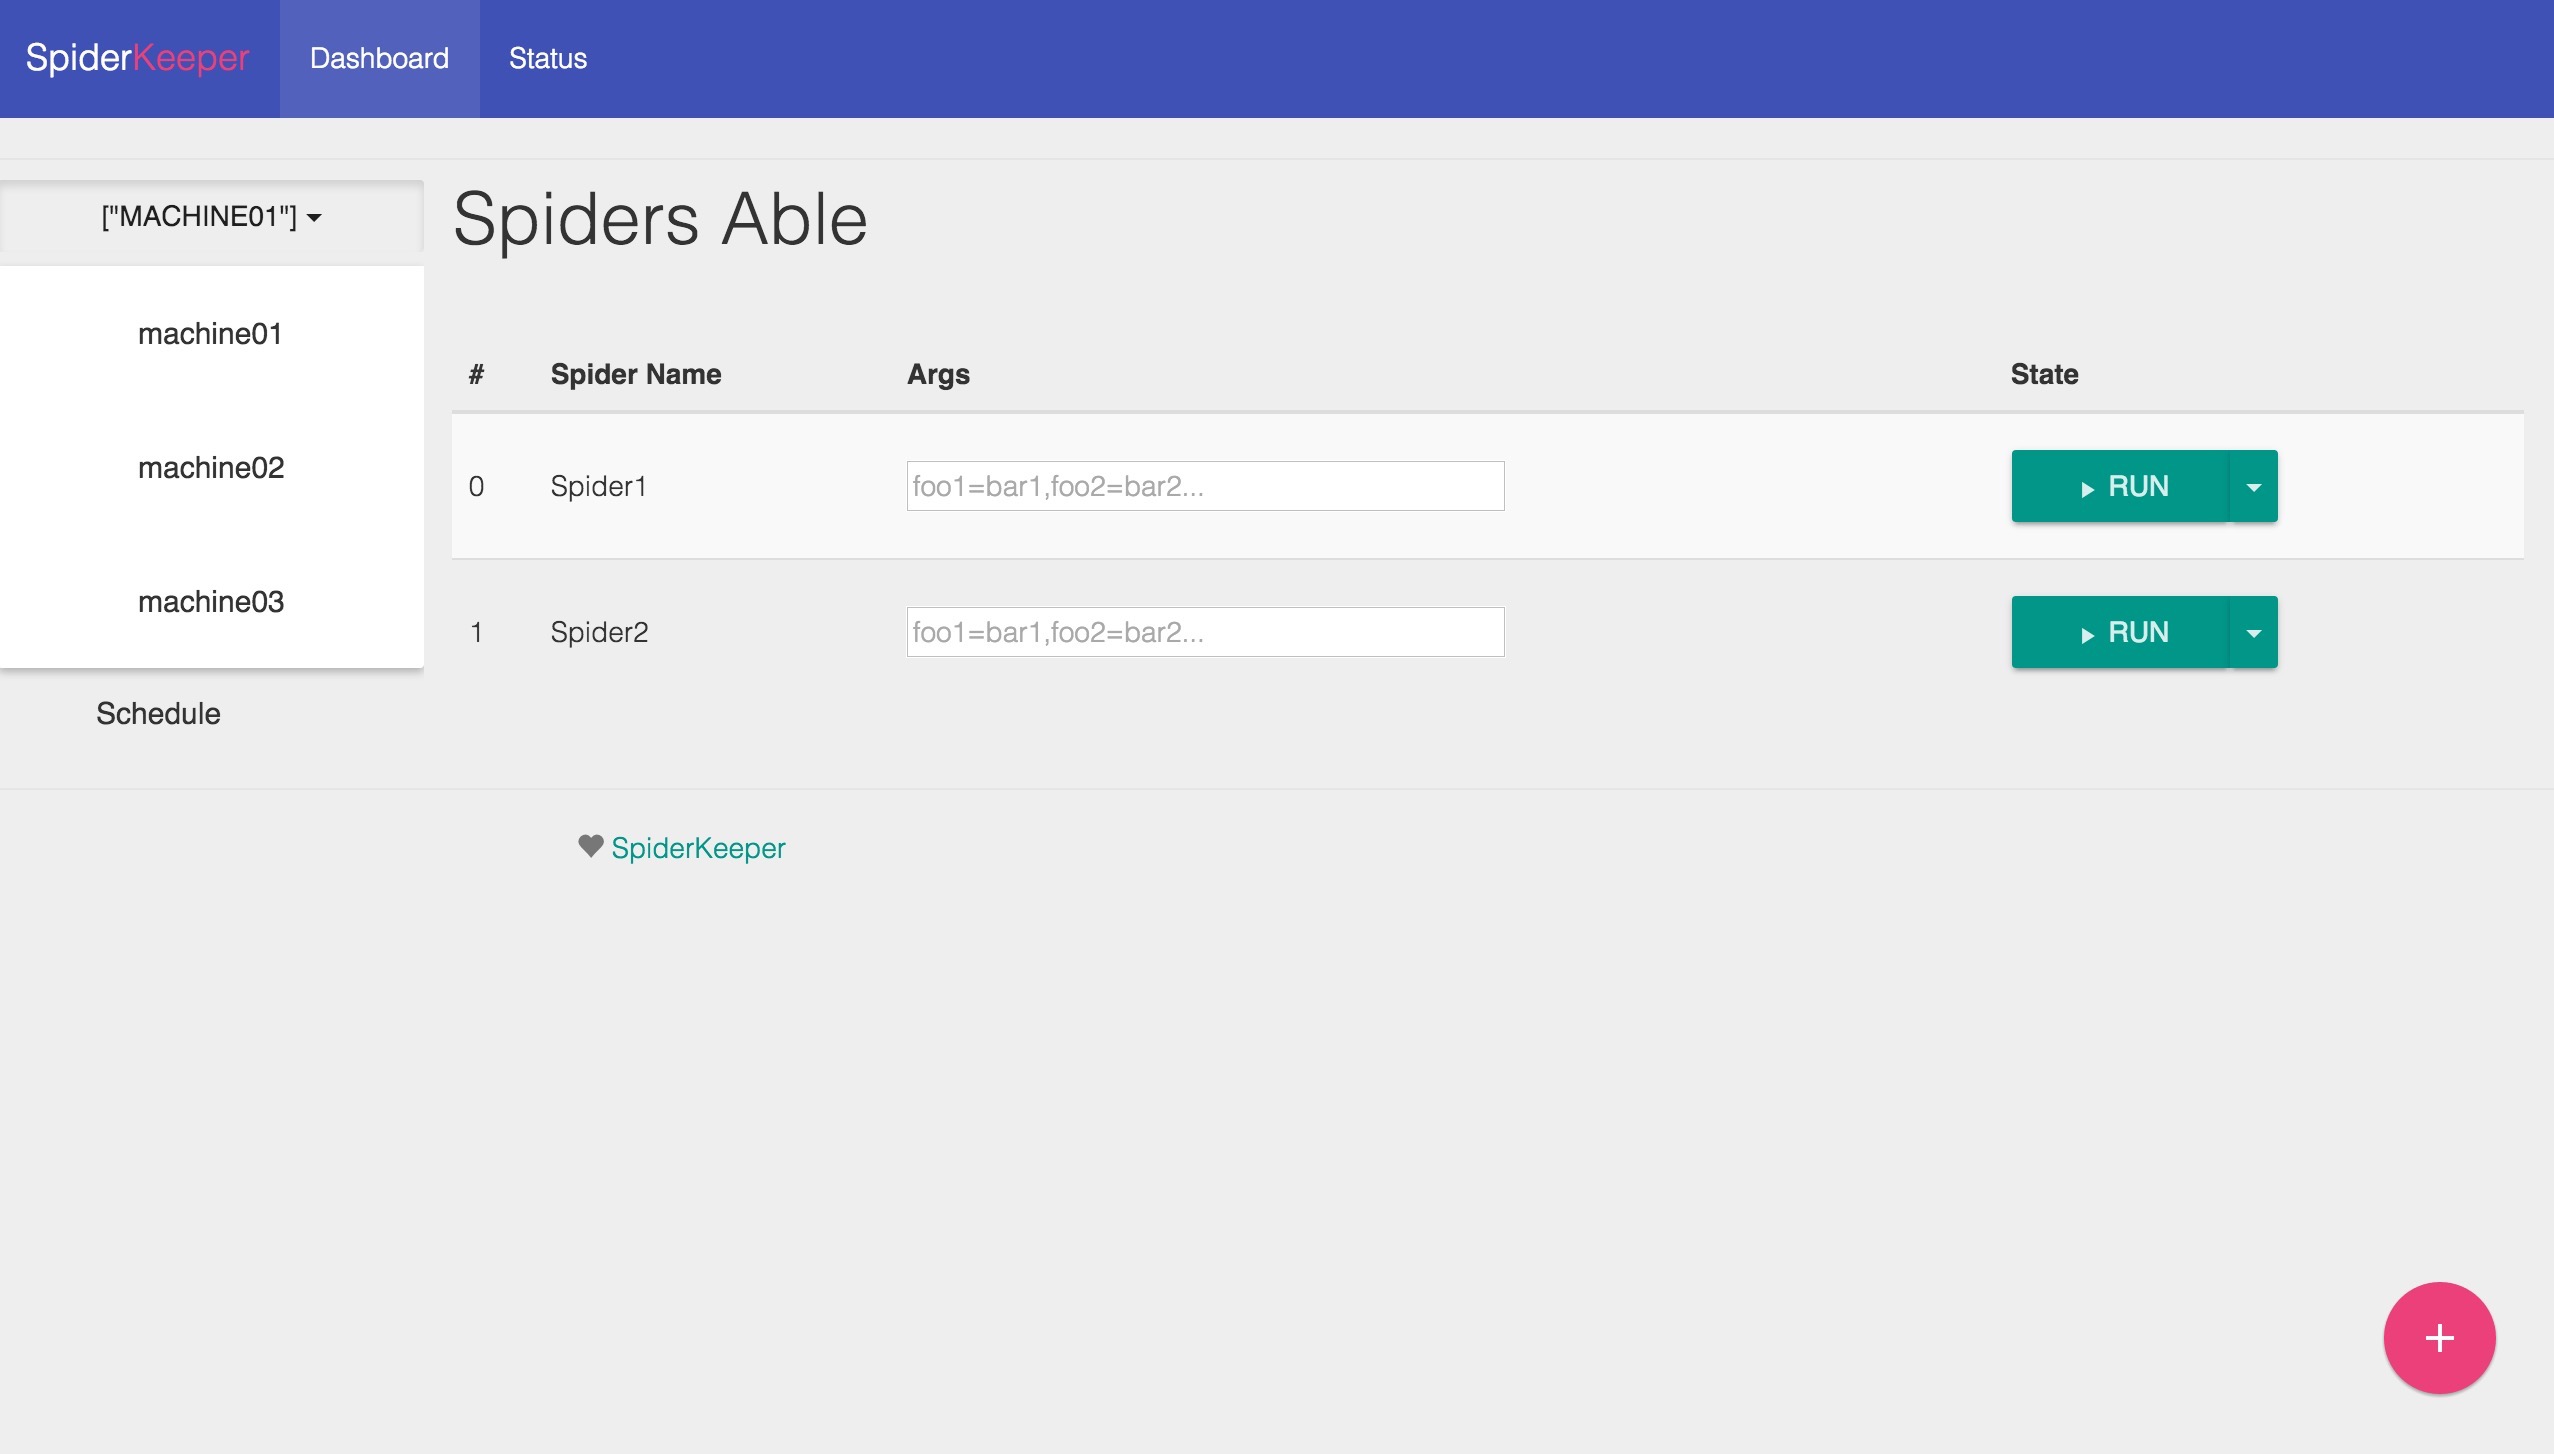 SpiderKeeper Dashboard Status
["MACHINE01"]
machine01
machine02
machine03
Schedule
Spiders Able
# Spider Name Args State
0 Spider1 foo1=bar1,foo2=bar2... RUN
1 Spider2 foo1=bar1,foo2=bar2... RUN
SpiderKeeper
+